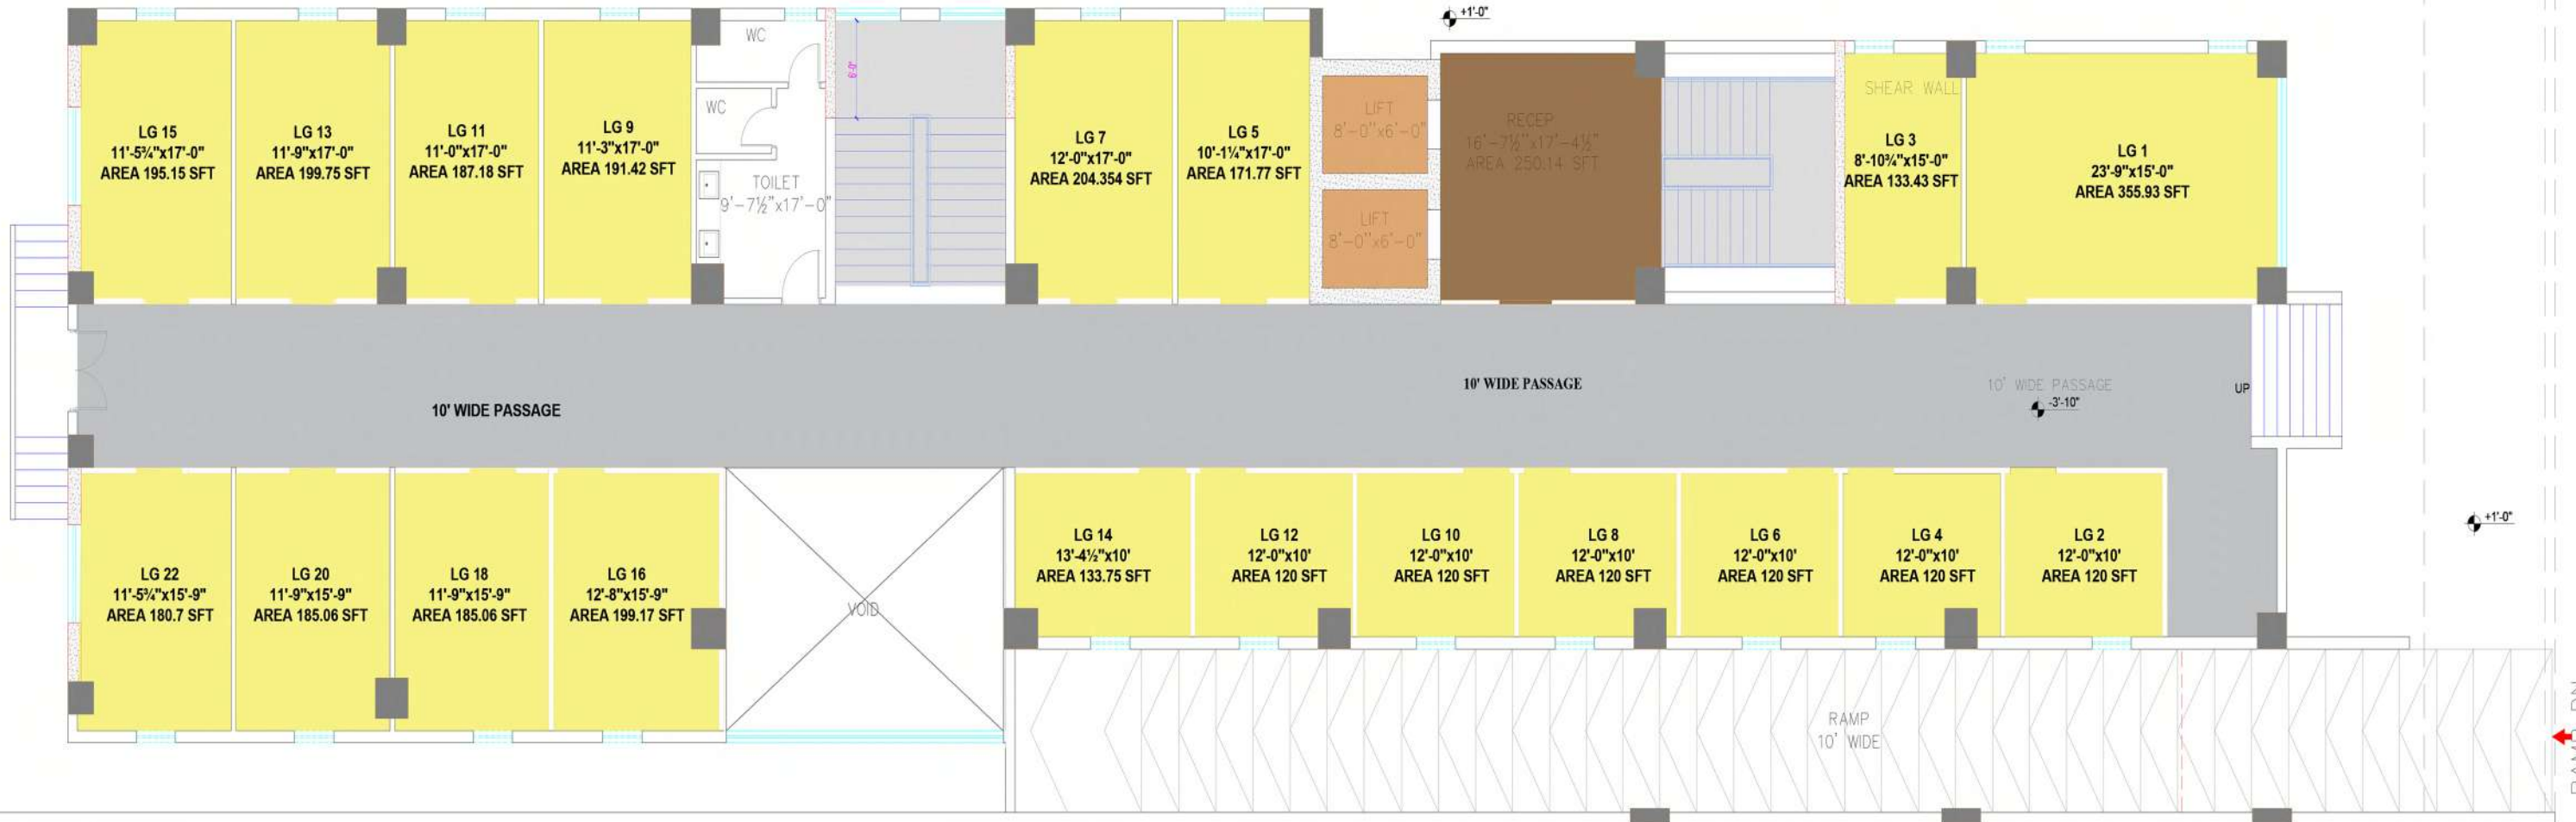 +1'-0"
WC
6'-0"
LG 15
11'-5¾"x17'-0"
AREA 195.15 SFT
LG 13
11'-9"x17'-0"
AREA 199.75 SFT
LG 11
11'-0"x17'-0"
AREA 187.18 SFT
LG 9
11'-3"x17'-0"
AREA 191.42 SFT
WC
TOILET
9'-7½"x17'-0"
LG 7
12'-0"x17'-0"
AREA 204.354 SFT
LG 5
10'-1¼"x17'-0"
AREA 171.77 SFT
LIFT
8'-0"x6'-0"
LIFT
8'-0"x6'-0"
RECEP
16'-7½"x17'-4½"
AREA 250.14 SFT
SHEAR WALL
LG 3
8'-10¾"x15'-0"
AREA 133.43 SFT
LG 1
23'-9"x15'-0"
AREA 355.93 SFT
10' WIDE PASSAGE
10' WIDE PASSAGE
10' WIDE PASSAGE
-3'-10"
UP
LG 22
11'-5¾"x15'-9"
AREA 180.7 SFT
LG 20
11'-9"x15'-9"
AREA 185.06 SFT
LG 18
11'-9"x15'-9"
AREA 185.06 SFT
LG 16
12'-8"x15'-9"
AREA 199.17 SFT
VOID
LG 14
13'-4½"x10'
AREA 133.75 SFT
LG 12
12'-0"x10'
AREA 120 SFT
LG 10
12'-0"x10'
AREA 120 SFT
LG 8
12'-0"x10'
AREA 120 SFT
LG 6
12'-0"x10'
AREA 120 SFT
LG 4
12'-0"x10'
AREA 120 SFT
LG 2
12'-0"x10'
AREA 120 SFT
+1'-0"
RAMP
10' WIDE
RAMP DN